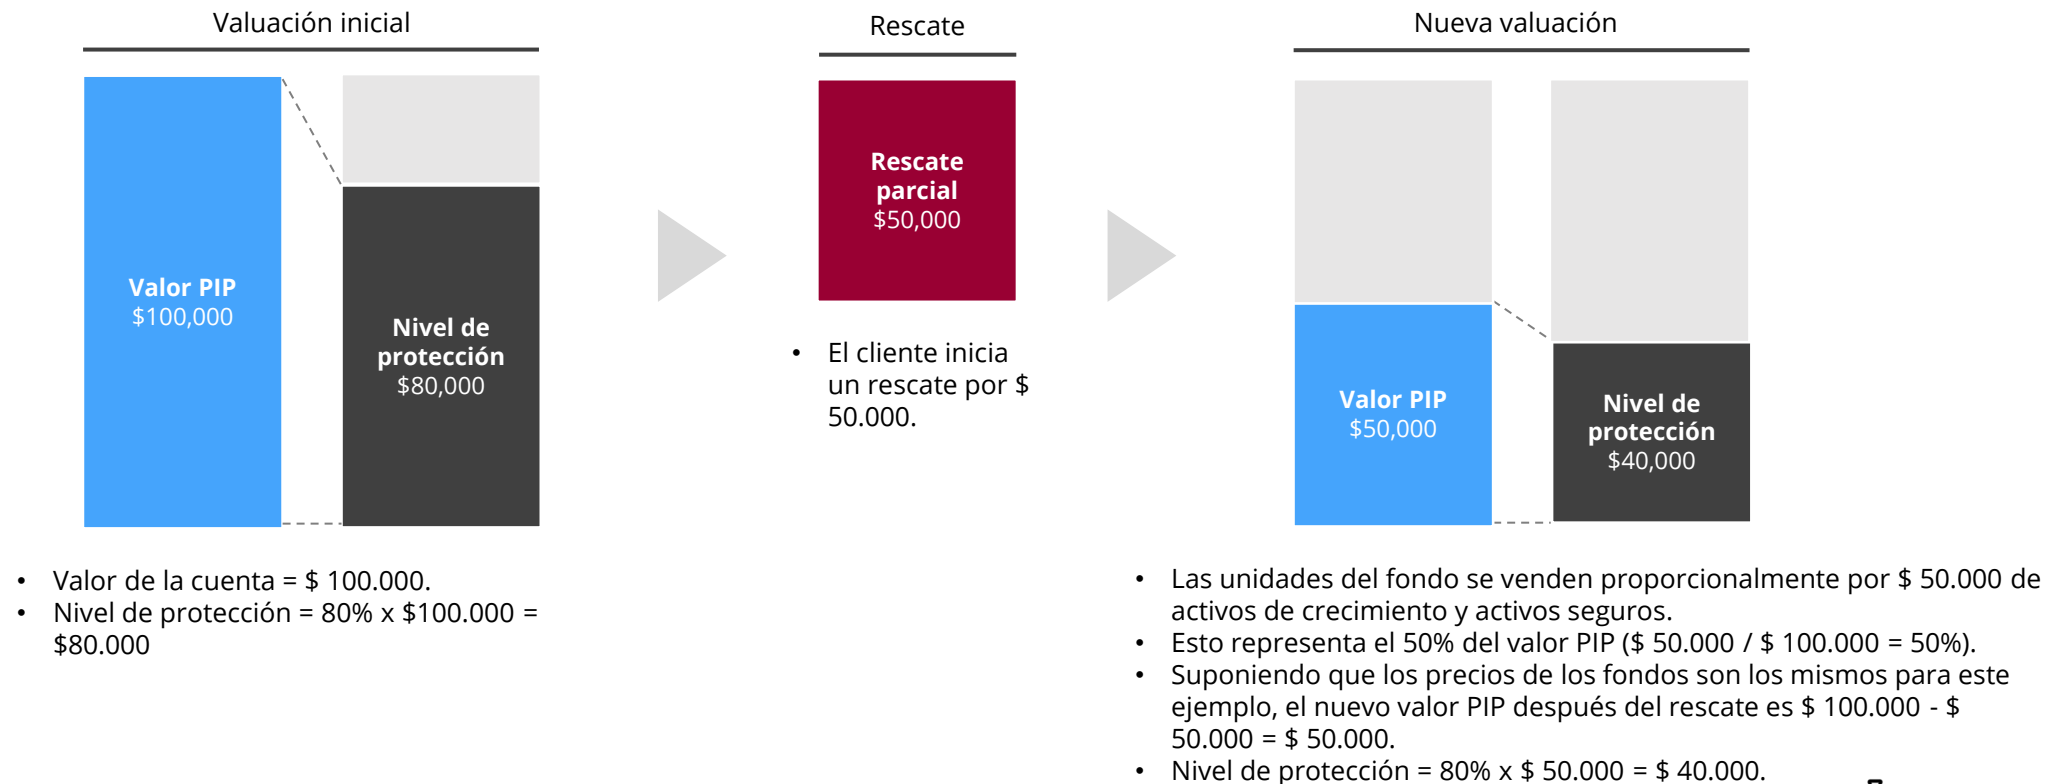 Valuación inicial
Valor PIP
$100,000
Nivel de
protección
$80,000
• Valor de la cuenta = $ 100.000.
• Nivel de protección = 80% x $100.000 =
$80.000
Rescate
Rescate
parcial
$50,000
• El cliente inicia
un rescate por $
50.000.
Nueva valuación
Valor PIP
$50,000
Nivel de
protección
$40,000
• Las unidades del fondo se venden proporcionalmente por $ 50.000 de
activos de crecimiento y activos seguros.
• Esto representa el 50% del valor PIP ($ 50.000 / $ 100.000 = 50%).
• Suponiendo que los precios de los fondos son los mismos para este
ejemplo, el nuevo valor PIP después del rescate es $ 100.000 - $
50.000 = $ 50.000.
• Nivel de protección = 80% x $ 50.000 = $ 40.000.